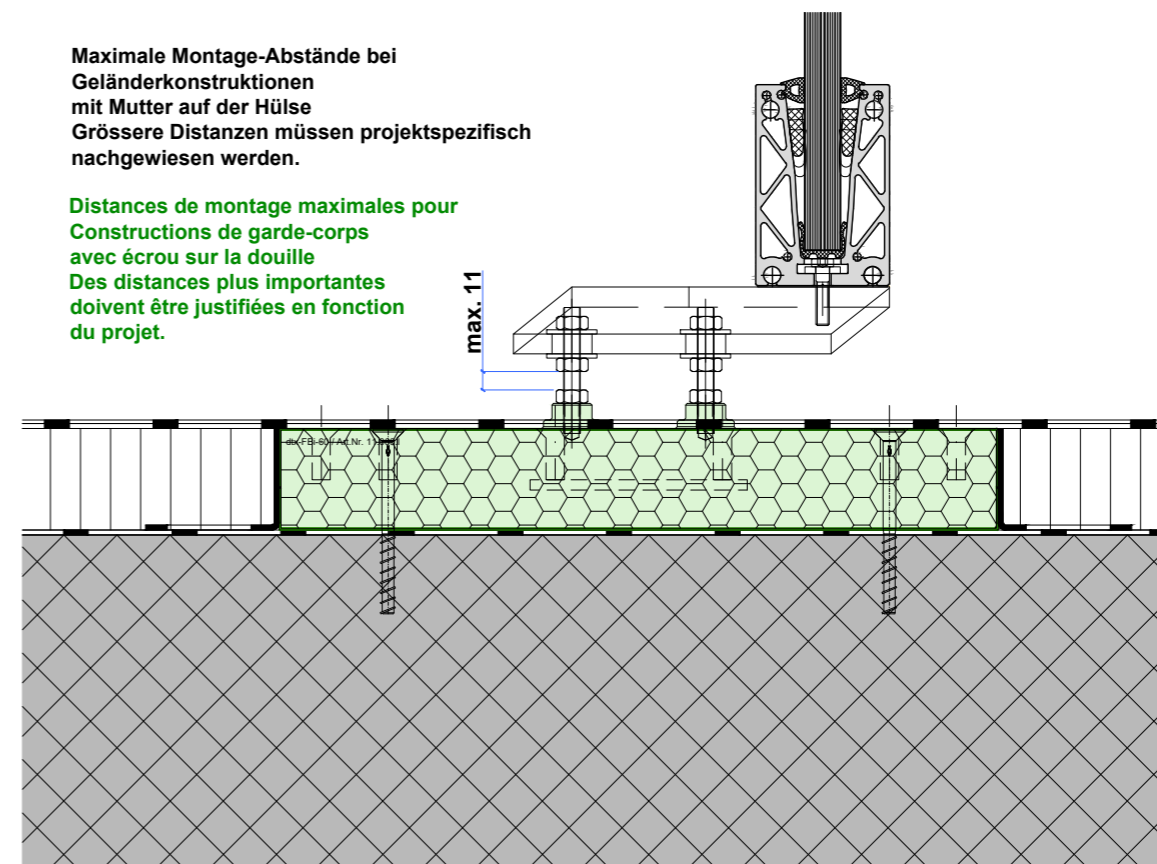 Maximale Montage-Abstände bei
Geländerkonstruktionen
mit Mutter auf der Hülse
Grössere Distanzen müssen projektspezifisch
nachgewiesen werden.
Distances de montage maximales pour
Constructions de garde-corps
avec écrou sur la douille
Des distances plus importantes
doivent être justifiées en fonction
du projet.
max. 11
Art.Nr.